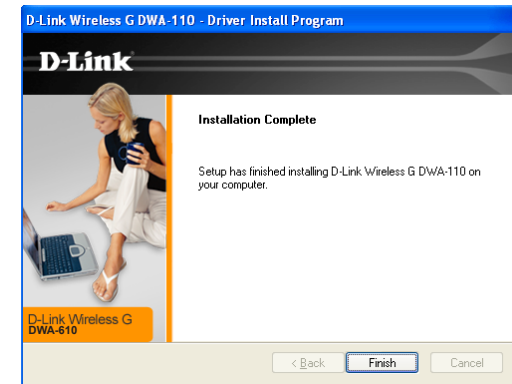 D-Link Wireless G DWA-110 - Driver Install Program
D-Link
Installation Complete
Setup has finished installing D-Link Wireless G DWA-110 on
your computer.
D-Link Wireless G
DWA-610
< Back
Finish
Cancel